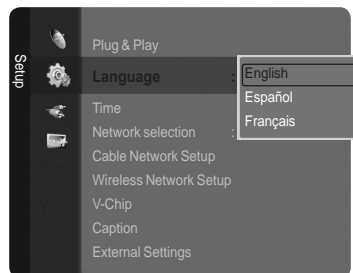 Setup
Plug & Play
Language : English
Español
Français
Time
Network selection :
Cable Network Setup
Wireless Network Setup
V-Chip
Caption
External Settings